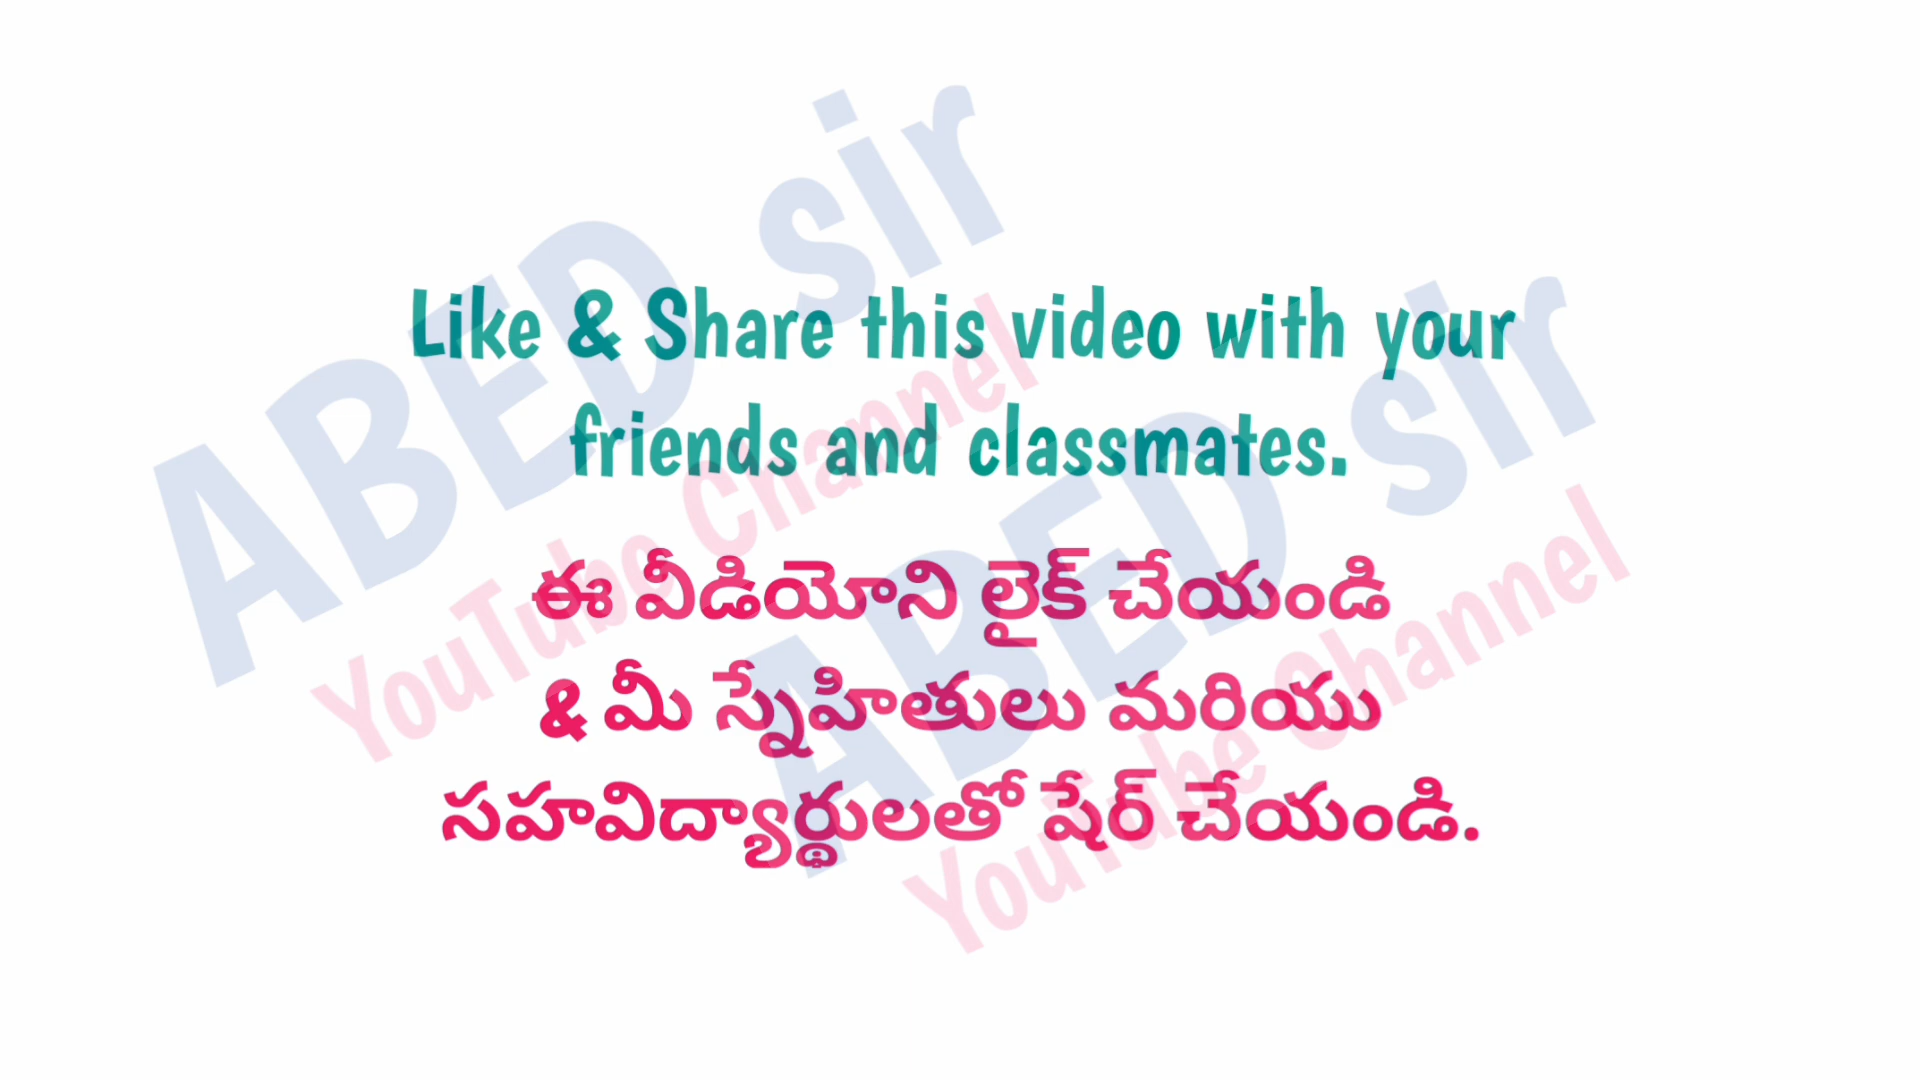 Like & Share this video with your
friends and classmates.
ఈ వీడియోని లైక్ చేయండి
& మీ స్నేహితులు మరియు
సహవిద్యార్థులతో షేర్ చేయండి.
ABED sir
YouTube Channel
ABED sir
YouTube Channel